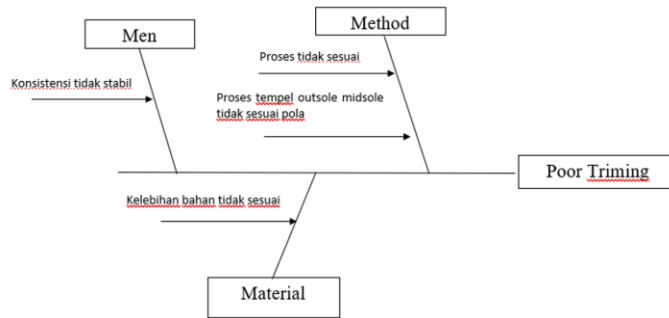 Men
Method
Konsistensi tidak stabil
Proses tidak sesuai
Proses tempel outsole midsole
tidak sesuai pola
Poor Triming
Kelebihan bahan tidak sesuai
Material